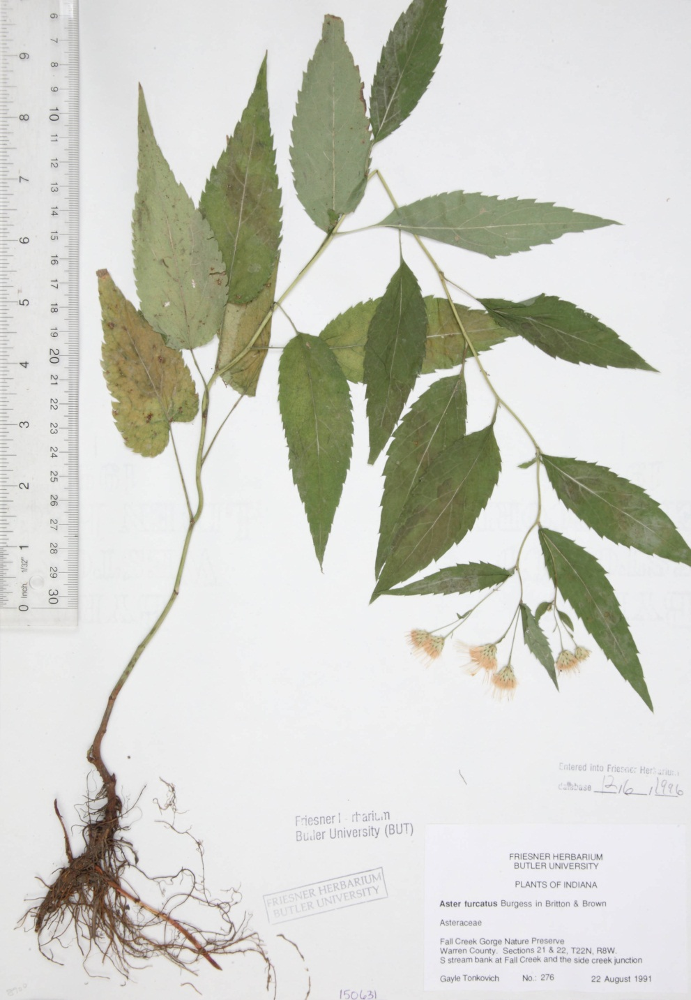 Entered into Friesner Herbarium
database 12/6, 1996
Friesner Herbarium
Butler University (BUT)
FRIESNER HERBARIUM
BUTLER UNIVERSITY
FRIESNER HERBARIUM
BUTLER UNIVERSITY
PLANTS OF INDIANA
Aster furcatus Burgess in Britton & Brown
Asteraceae
Fall Creek Gorge Nature Preserve
Warren County. Sections 21 & 22, T22N, R8W.
S stream bank at Fall Creek and the side creek junction
Gayle Tonkovich No.: 276 22 August 1991
150631
6 7 8 9 10 11 12 13 14 15 16 17 18 19 20 21 22 23 24 25 26 27 28 29 30
9 8 7 6 5 4 3 2 1 0 Inch 1/32"